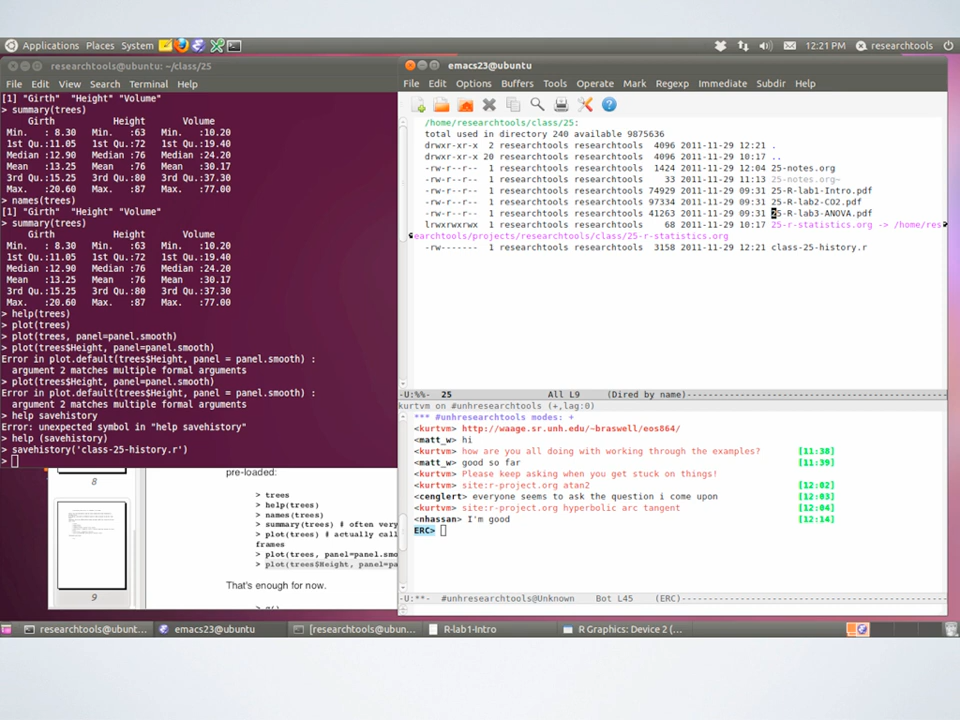 Applications Places System 12:21 PM researchtools
researchtools@ubuntu: ~/class/25
File Edit View Search Terminal Help
[1] "Girth" "Height" "Volume"
> summary(trees)
Girth Height Volume
Min. : 8.30 Min. :63 Min. :10.20
1st Qu.:11.05 1st Qu.:72 1st Qu.:19.40
Median :12.90 Median :76 Median :24.20
Mean :13.25 Mean :76 Mean :30.17
3rd Qu.:15.25 3rd Qu.:80 3rd Qu.:37.30
Max. :20.60 Max. :87 Max. :77.00
> names(trees)
[1] "Girth" "Height" "Volume"
> summary(trees)
Girth Height Volume
Min. : 8.30 Min. :63 Min. :10.20
1st Qu.:11.05 1st Qu.:72 1st Qu.:19.40
Median :12.90 Median :76 Median :24.20
Mean :13.25 Mean :76 Mean :30.17
3rd Qu.:15.25 3rd Qu.:80 3rd Qu.:37.30
Max. :20.60 Max. :87 Max. :77.00
> help(trees)
> plot(trees)
> plot(trees, panel=panel.smooth)
> plot(trees$Height, panel=panel.smooth)
Error in plot.default(trees$Height, panel = panel.smooth) :
argument 2 matches multiple formal arguments
> plot(trees$Height, panel=panel.smooth)
Error in plot.default(trees$Height, panel = panel.smooth) :
argument 2 matches multiple formal arguments
> help savehistory
Error: unexpected symbol in "help savehistory"
> help (savehistory)
> savehistory('class-25-history.r')
>
8
9
pre-loaded:
> trees
> help(trees)
> names(trees)
> summary(trees) # often very
> plot(trees) # actually cal
frames
> plot(trees, panel=panel.smo
> plot(trees$Height, panel=pa
That's enough for now.
> q()
emacs23@ubuntu
File Edit Options Buffers Tools Operate Mark Regexp Immediate Subdir Help
/home/researchtools/class/25:
total used in directory 240 available 9875636
drwxr-xr-x 2 researchtools researchtools 4096 2011-11-29 12:21 .
drwxr-xr-x 20 researchtools researchtools 4096 2011-11-29 10:17 ..
-rw-r--r-- 1 researchtools researchtools 1424 2011-11-29 12:04 25-notes.org
-rw-r--r-- 1 researchtools researchtools 33 2011-11-29 11:13 25-notes.org~
-rw-r--r-- 1 researchtools researchtools 74929 2011-11-29 09:31 25-R-lab1-Intro.pdf
-rw-r--r-- 1 researchtools researchtools 97334 2011-11-29 09:31 25-R-lab2-CO2.pdf
-rw-r--r-- 1 researchtools researchtools 41263 2011-11-29 09:31 25-R-lab3-ANOVA.pdf
lrwxrwxrwx 1 researchtools researchtools 68 2011-11-29 10:17 25-r-statistics.org -> /home/res
earchtools/projects/researchtools/class/25-r-statistics.org
-rw------- 1 researchtools researchtools 3158 2011-11-29 12:21 class-25-history.r
-U:%%- 25 All L9 (Dired by name)
kurtvm on #unhresearchtools (+,lag:0)
*** #unhresearchtools modes: +
<kurtvm> http://waage.sr.unh.edu/~braswell/eos864/
<matt_w> hi
<kurtvm> how are you all doing with working through the examples? [11:38]
<matt_w> good so far [11:39]
<kurtvm> Please keep asking when you get stuck on things!
<kurtvm> site:r-project.org atan2 [12:02]
<cenglert> everyone seems to ask the question i come upon [12:03]
<kurtvm> site:r-project.org hyperbolic arc tangent [12:04]
<nhassan> I'm good [12:14]
ERC>
-U:**- #unhresearchtools@Unknown Bot L45 (ERC)
researchtools@ubunt... emacs23@ubuntu [researchtools@ubun... R-lab1-Intro R Graphics: Device 2 (...